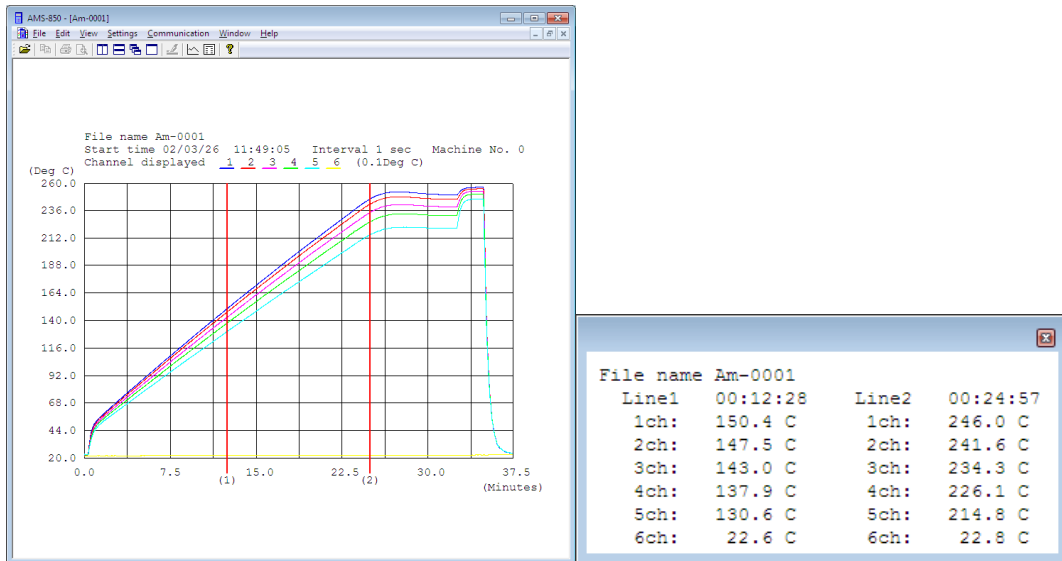 AMS-850 - [Am-0001]
File Edit View Settings Communication Window Help
File name Am-0001
Start time 02/03/26 11:49:05 Interval 1 sec Machine No. 0
Channel displayed 1 2 3 4 5 6 (0.1Deg C)
(Deg C)
260.0
236.0
212.0
188.0
164.0
140.0
116.0
92.0
68.0
44.0
20.0
0.0 7.5 15.0 22.5 30.0 37.5
(1) (2)
(Minutes)
File name Am-0001
Line1 00:12:28 Line2 00:24:57
1ch: 150.4 C 1ch: 246.0 C
2ch: 147.5 C 2ch: 241.6 C
3ch: 143.0 C 3ch: 234.3 C
4ch: 137.9 C 4ch: 226.1 C
5ch: 130.6 C 5ch: 214.8 C
6ch: 22.6 C 6ch: 22.8 C